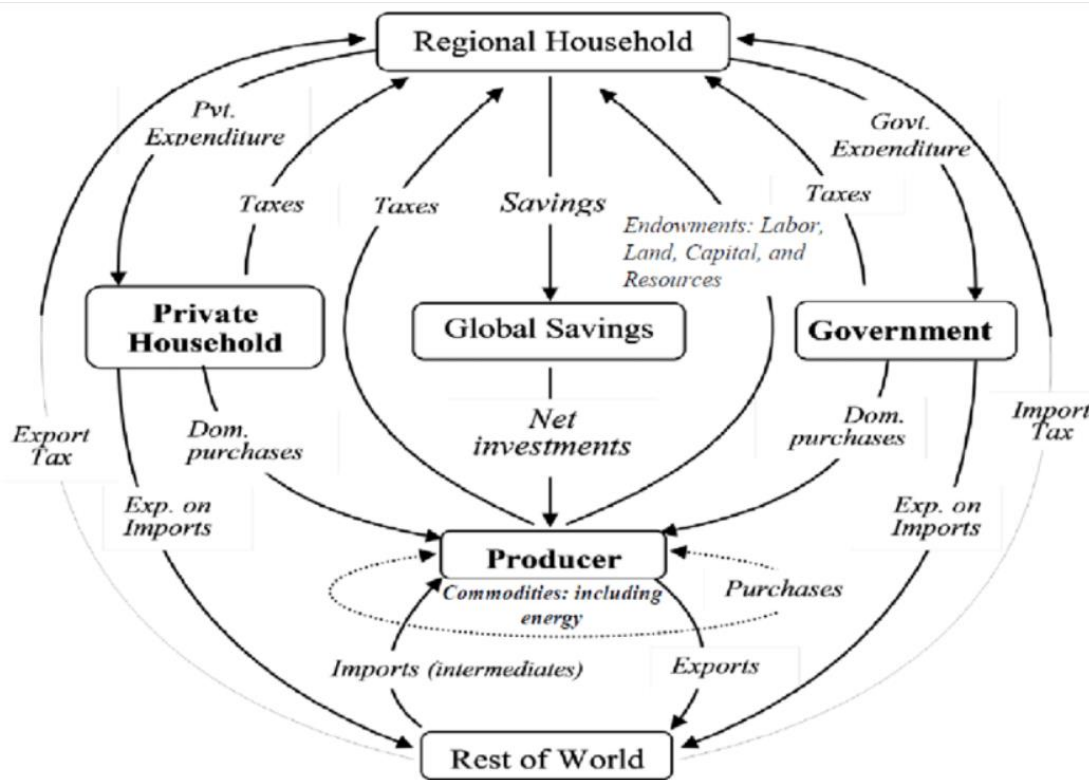 Regional Household
Pvt.
Expenditure
Govt.
Expenditure
Taxes
Taxes
Savings
Taxes
Endowments: Labor,
Land, Capital, and
Resources
Private
Household
Global Savings
Government
Export
Tax
Dom.
purchases
Net
investments
Dom.
purchases
Import
Tax
Exp. on
Imports
Exp. on
Imports
Producer
Commodities: including
energy
Purchases
Imports (intermediates)
Exports
Rest of World